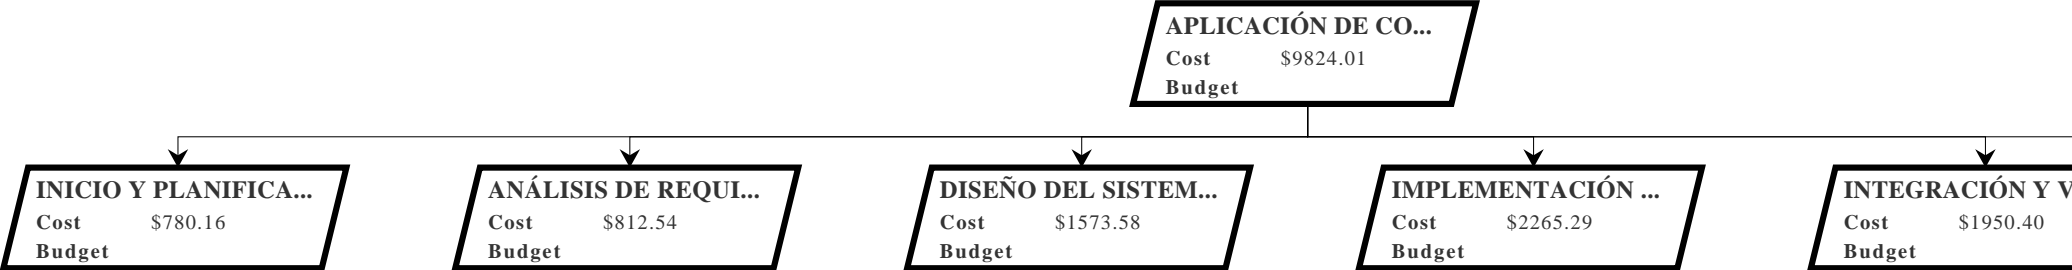 APLICACIÓN DE CO...
Cost $9824.01
Budget
INICIO Y PLANIFICA...
Cost $780.16
Budget
ANÁLISIS DE REQUI...
Cost $812.54
Budget
DISEÑO DEL SISTEM...
Cost $1573.58
Budget
IMPLEMENTACIÓN ...
Cost $2265.29
Budget
INTEGRACIÓN Y V
Cost $1950.40
Budget